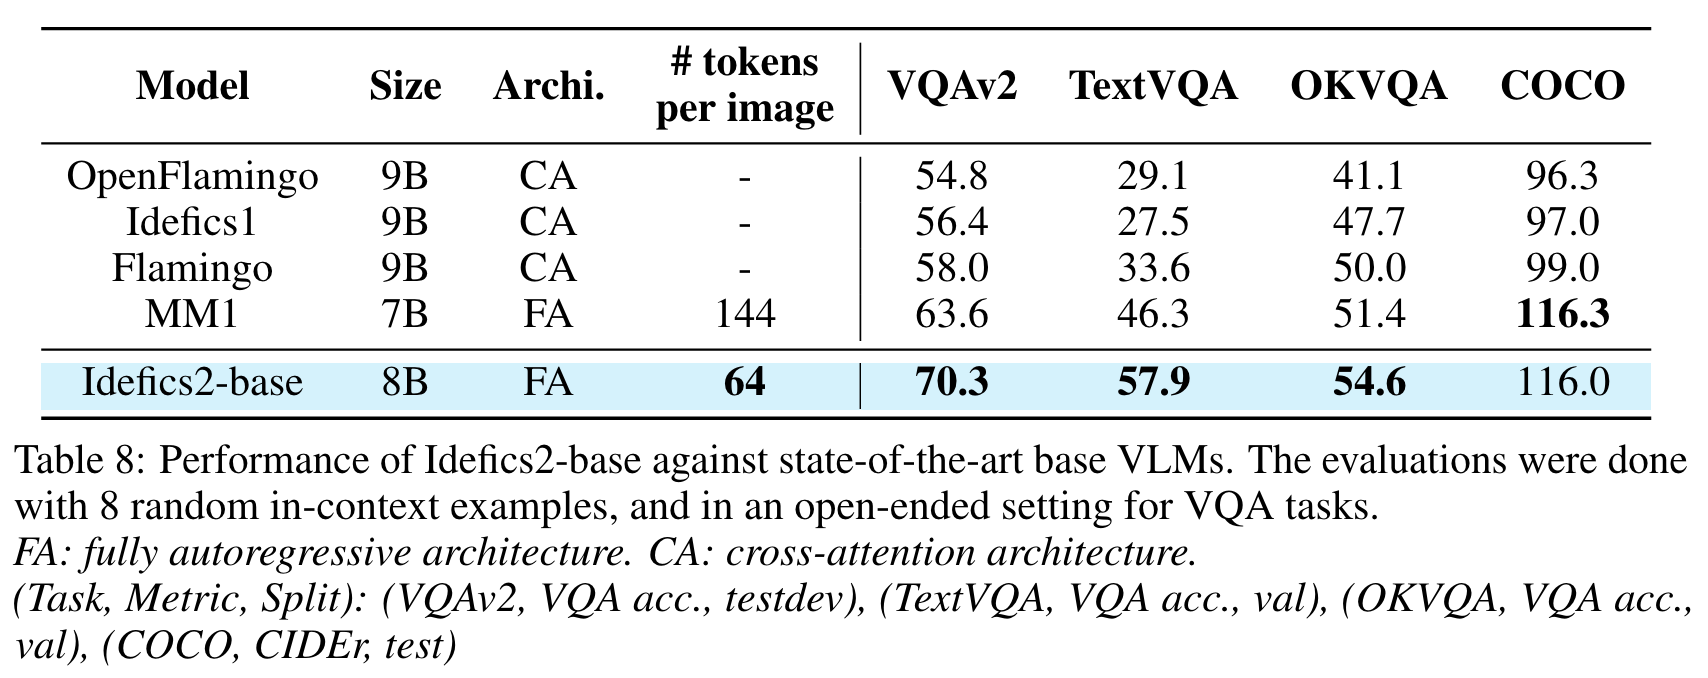 Model Size Archi. # tokens per image VQAv2 TextVQA OKVQA COCO
OpenFlamingo 9B CA - 54.8 29.1 41.1 96.3
Idefics1 9B CA - 56.4 27.5 47.7 97.0
Flamingo 9B CA - 58.0 33.6 50.0 99.0
MM1 7B FA 144 63.6 46.3 51.4 116.3
Idefics2-base 8B FA 64 70.3 57.9 54.6 116.0
Table 8: Performance of Idefics2-base against state-of-the-art base VLMs. The evaluations were done
with 8 random in-context examples, and in an open-ended setting for VQA tasks.
FA: fully autoregressive architecture. CA: cross-attention architecture.
(Task, Metric, Split): (VQAv2, VQA acc., testdev), (TextVQA, VQA acc., val), (OKVQA, VQA acc.,
val), (COCO, CIDEr, test)